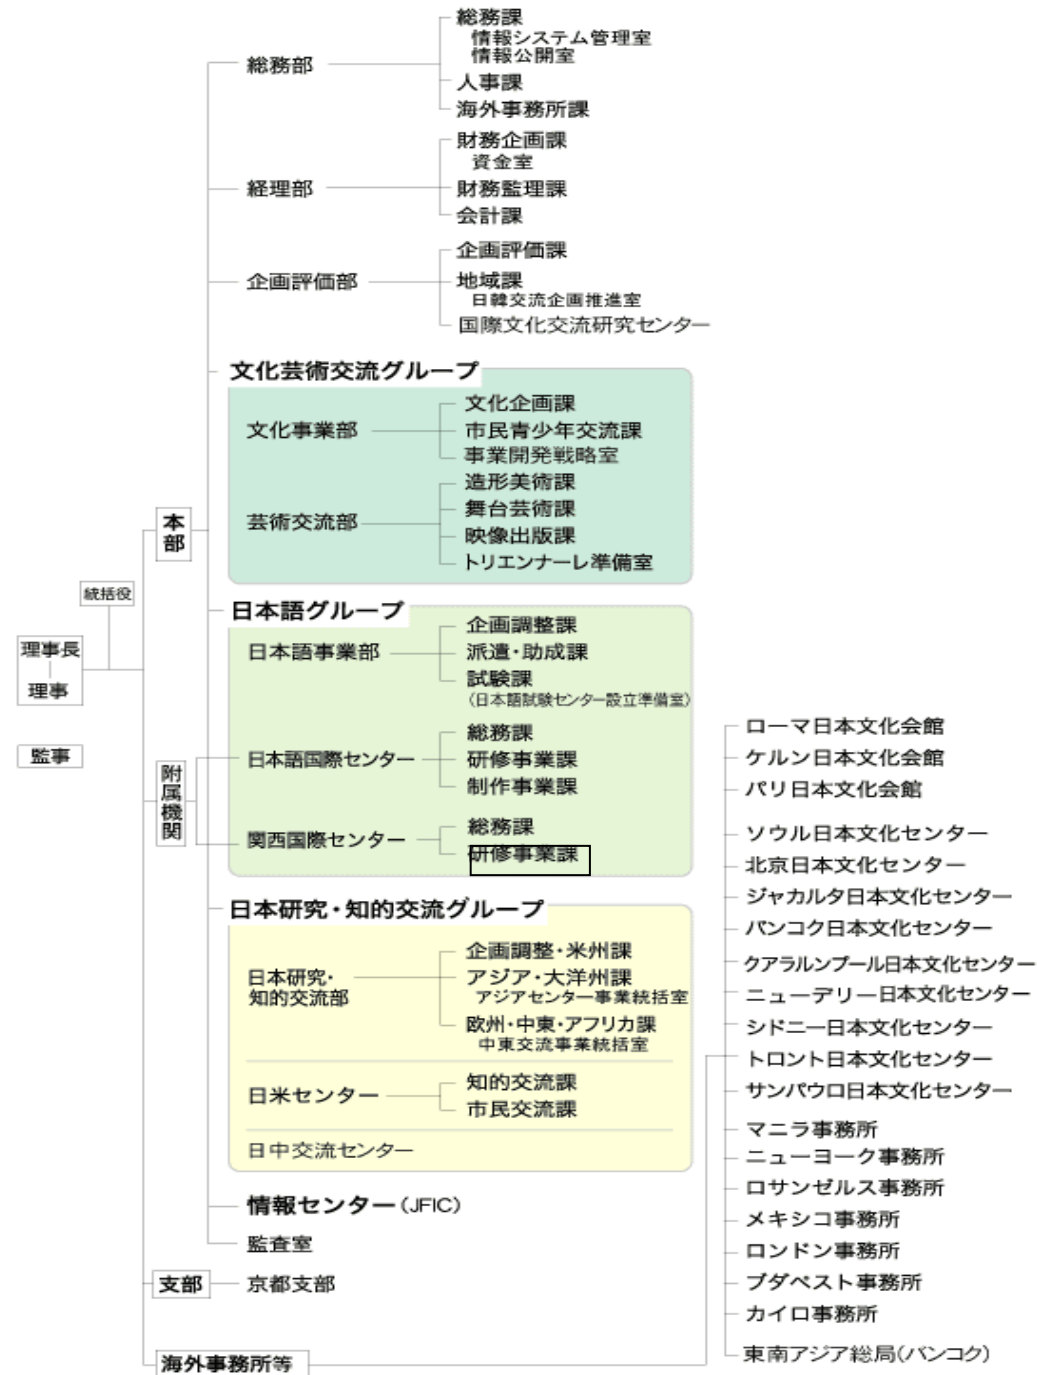 総務課
情報システム管理室
情報公開室
総務部
人事課
海外事務所課
財務企画課
資金室
経理部
財務監理課
会計課
企画評価課
企画評価部
地域課
日韓交流企画推進室
国際文化交流研究センター
文化芸術交流グループ
文化企画課
文化事業部
市民青少年交流課
事業開発戦略室
造形美術課
舞台芸術課
芸術交流部
映像出版課
トリエンナーレ準備室
本部
統括役
理事長
理事
監事
日本語グループ
企画調整課
日本語事業部
派遣・助成課
試験課
(日本語試験センター設立準備室)
総務課
日本語国際センター
研修事業課
制作事業課
附属機関
総務課
関西国際センター
研修事業課
日本研究・知的交流グループ
企画調整・米州課
日本研究・
知的交流部
アジア・大洋州課
アジアセンター事業統括室
欧州・中東・アフリカ課
中東交流事業統括室
知的交流課
日米センター
市民交流課
日中交流センター
情報センター(JFIC)
監査室
支部
京都支部
海外事務所等
ローマ日本文化会館
ケルン日本文化会館
パリ日本文化会館
ソウル日本文化センター
北京日本文化センター
ジャカルタ日本文化センター
バンコク日本文化センター
クアラルンプール日本文化センター
ニューデリー日本文化センター
シドニー日本文化センター
トロント日本文化センター
サンパウロ日本文化センター
マニラ事務所
ニューヨーク事務所
ロサンゼルス事務所
メキシコ事務所
ロンドン事務所
ブダペスト事務所
カイロ事務所
東南アジア総局(バンコク)